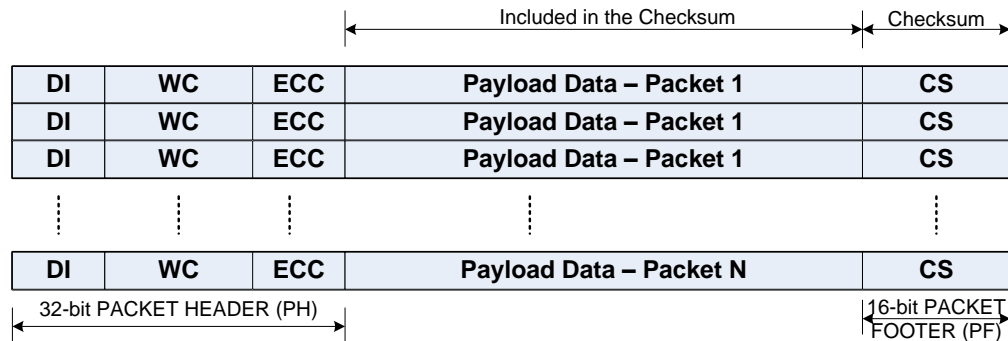 Included in the Checksum Checksum
DI WC ECC Payload Data – Packet 1 CS
DI WC ECC Payload Data – Packet 1 CS
DI WC ECC Payload Data – Packet 1 CS
DI WC ECC Payload Data – Packet N CS
32-bit PACKET HEADER (PH) 16-bit PACKET
FOOTER (PF)